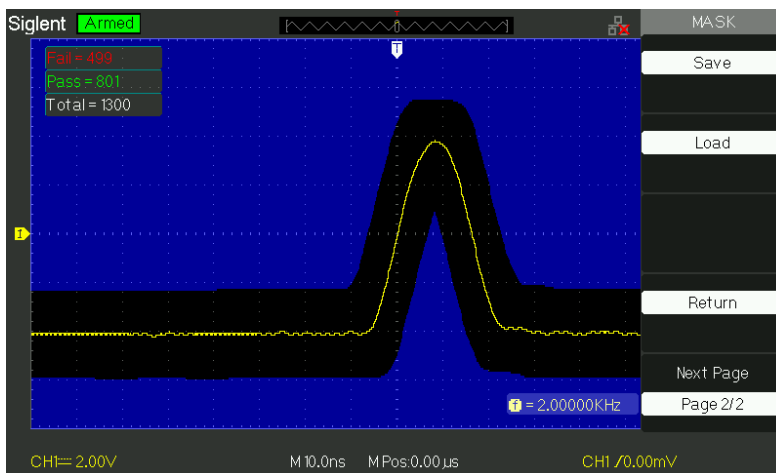 Siglent Armed
MASK
T
Fail = 499
Pass = 801
Total = 1300
Save
Load
1
Return
Next Page
Page 2/2
f = 2.00000KHz
CH1 2.00V M 10.0ns M Pos:0.00µs CH1 0.00mV